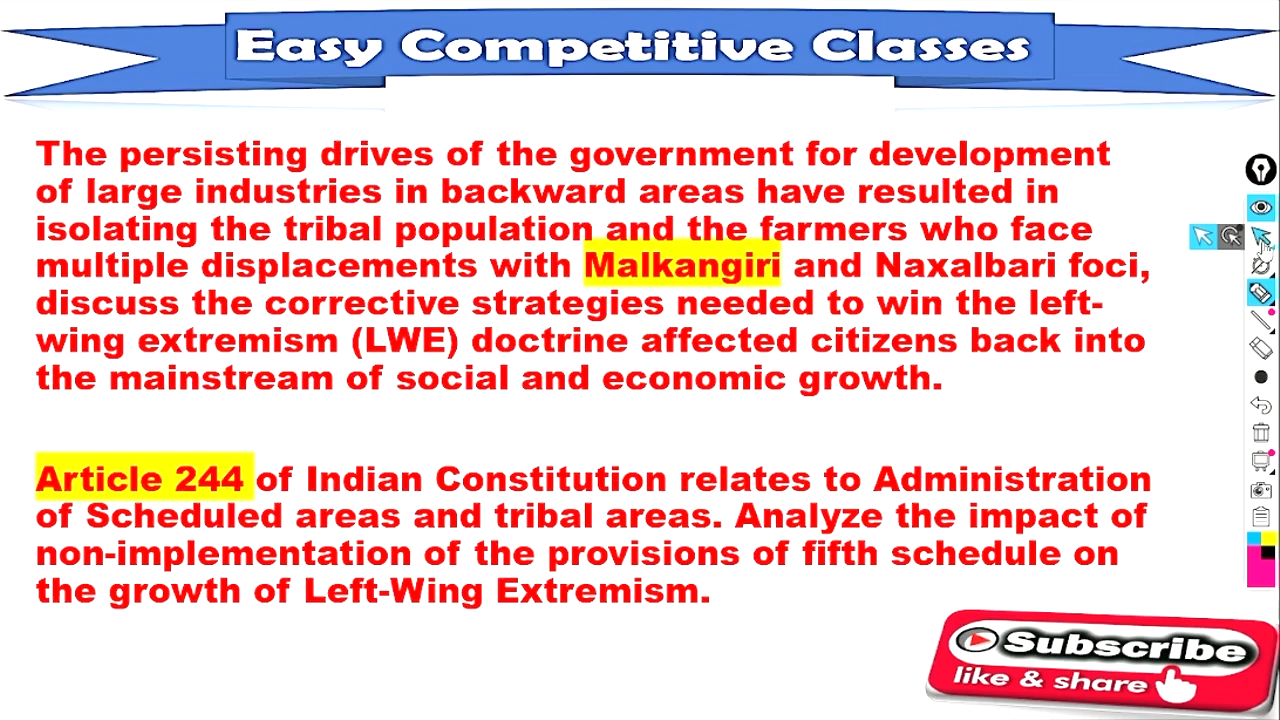 Easy Competitive Classes
The persisting drives of the government for development
of large industries in backward areas have resulted in
isolating the tribal population and the farmers who face
multiple displacements with Malkangiri and Naxalbari foci,
discuss the corrective strategies needed to win the left-
wing extremism (LWE) doctrine affected citizens back into
the mainstream of social and economic growth.
Article 244 of Indian Constitution relates to Administration
of Scheduled areas and tribal areas. Analyze the impact of
non-implementation of the provisions of fifth schedule on
the growth of Left-Wing Extremism.
Subscribe
like & share